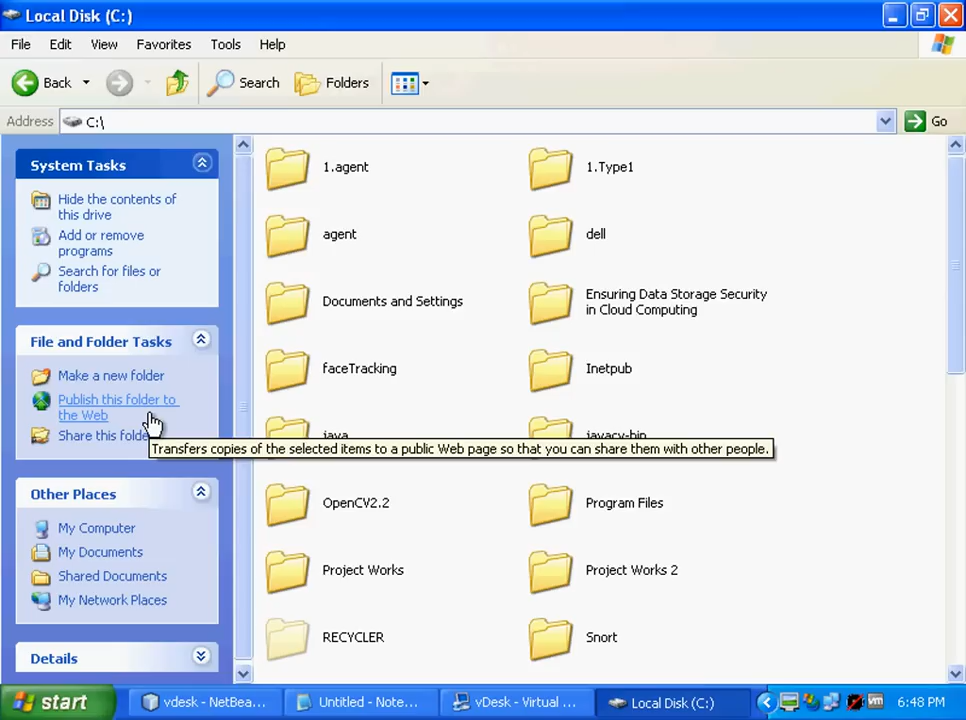 Local Disk (C:)
File Edit View Favorites Tools Help
Back Search Folders
Address C:\ Go
System Tasks
Hide the contents of
this drive
Add or remove
programs
Search for files or
folders
File and Folder Tasks
Make a new folder
Publish this folder to
the Web
Share this folde
Transfers copies of the selected items to a public Web page so that you can share them with other people.
Other Places
My Computer
My Documents
Shared Documents
My Network Places
Details
1.agent 1.Type1
agent dell
Documents and Settings Ensuring Data Storage Security
in Cloud Computing
faceTracking Inetpub
java javacv-bin
OpenCV2.2 Program Files
Project Works Project Works 2
RECYCLER Snort
start vdesk - NetBea... Untitled - Note... vDesk - Virtual ... Local Disk (C:) 6:48 PM